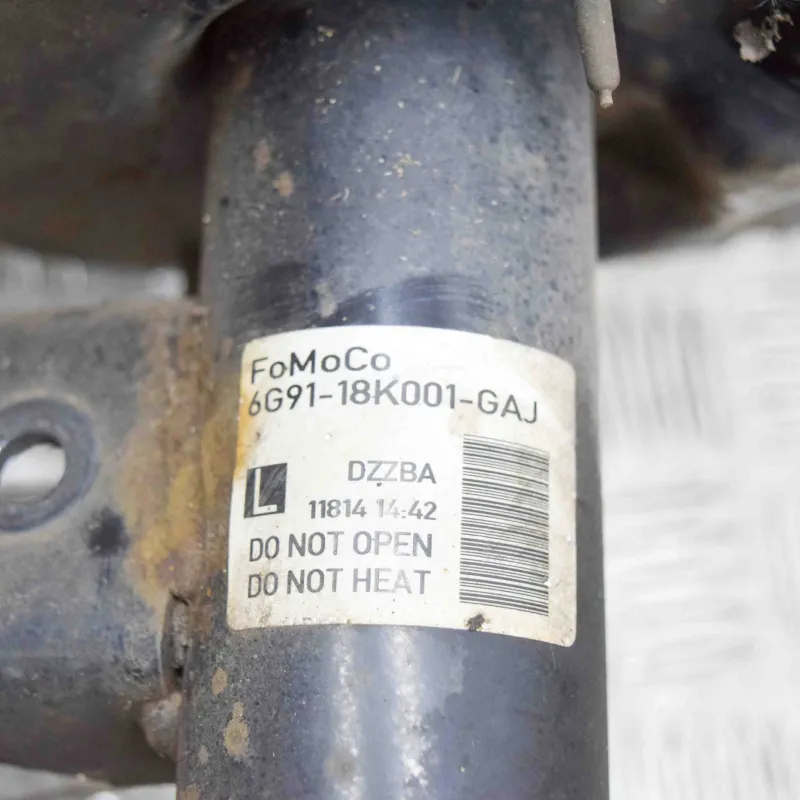 FoMoCo
6G91-18K001-GAJ
L DZZBA
11814 14:42
DO NOT OPEN
DO NOT HEAT